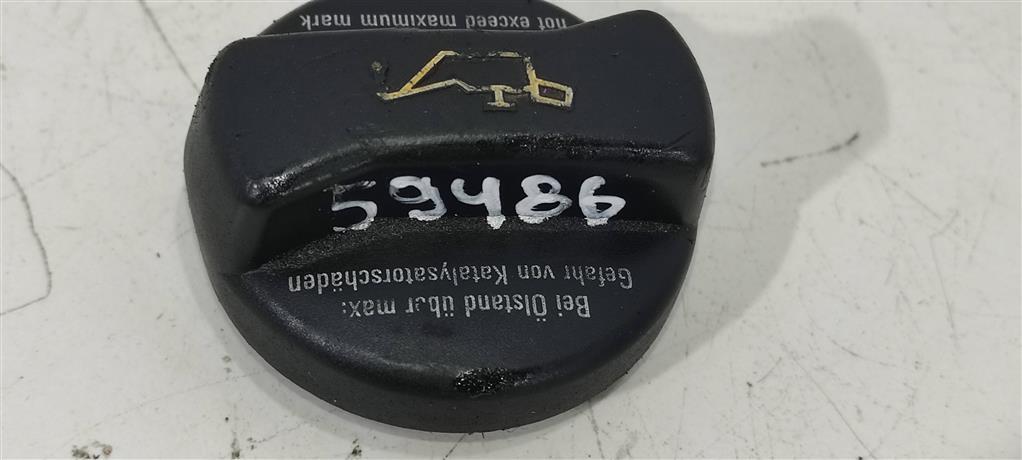 not exceed maximum mark
59486
Bei Ölstand über max:
Gefahr von Katalysatorschäden